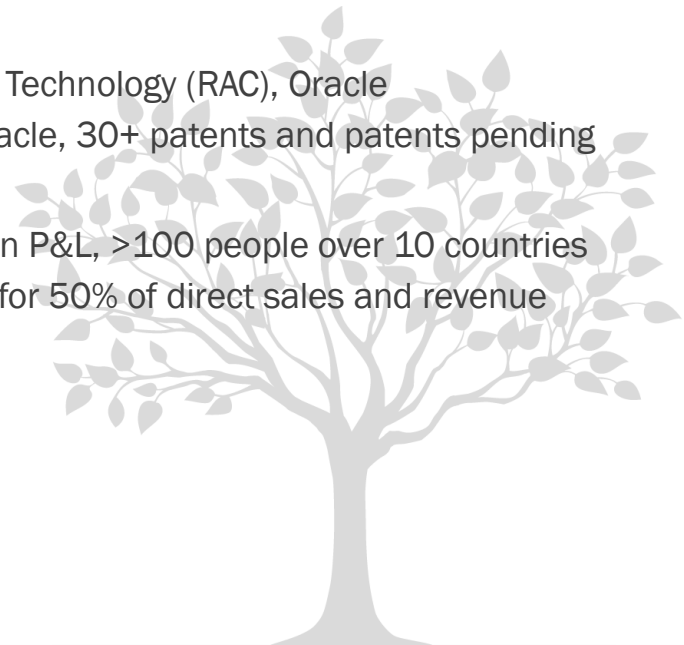 Technology (RAC), Oracle
acle, 30+ patents and patents pending
n P&L, >100 people over 10 countries
for 50% of direct sales and revenue